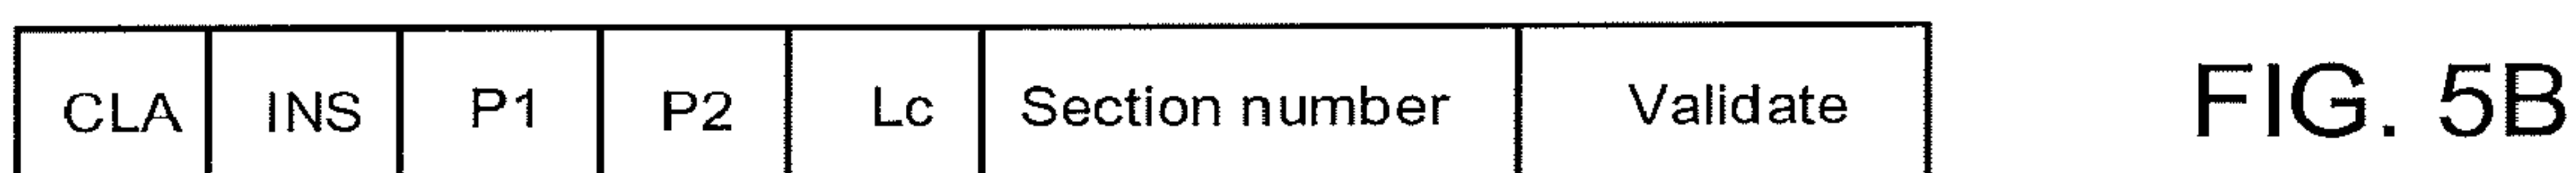 CLA INS P1 P2 Lc Section number Validate FIG. 5B